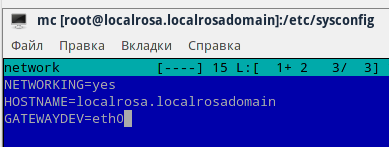 mc [root@localrosa.localrosadomain]:/etc/sysconfig
Файл Правка Вкладки Справка
network [----] 15 L:[ 1+ 2 3/ 3]
NETWORKING=yes
HOSTNAME=localrosa.localrosadomain
GATEWAYDEV=eth0